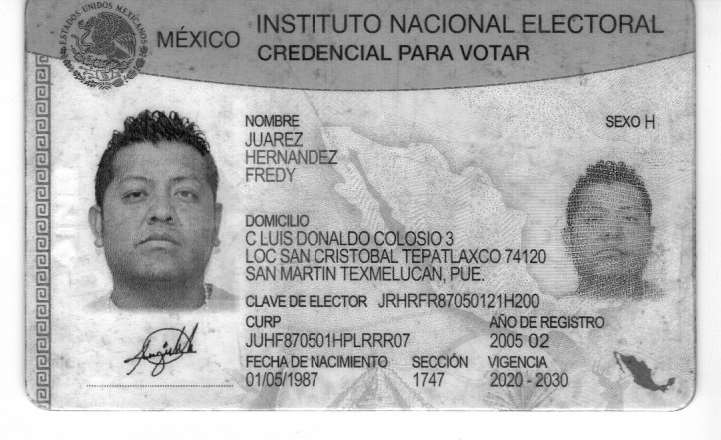 ESTADOS UNIDOS MEXICANOS
MÉXICO
INSTITUTO NACIONAL ELECTORAL
CREDENCIAL PARA VOTAR
NOMBRE
JUAREZ
HERNANDEZ
FREDY
SEXO H
DOMICILIO
C LUIS DONALDO COLOSIO 3
LOC SAN CRISTOBAL TEPATLAXCO 74120
SAN MARTIN TEXMELUCAN, PUE.
CLAVE DE ELECTOR JRHRFR87050121H200
CURP
JUHF870501HPLRRR07
AÑO DE REGISTRO
2005 02
FECHA DE NACIMIENTO
01/05/1987
SECCIÓN
1747
VIGENCIA
2020 - 2030